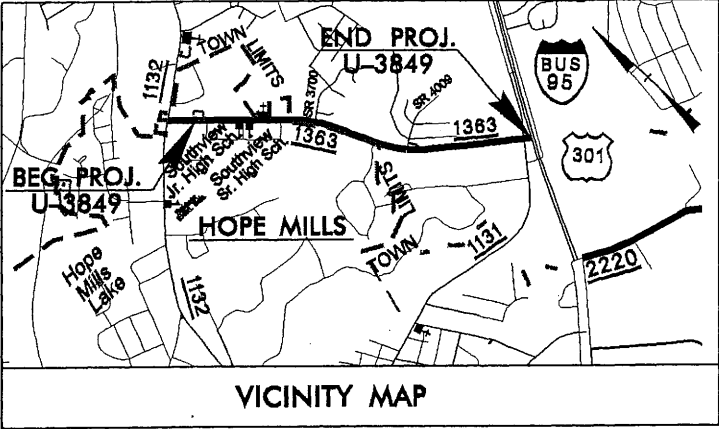 END PROJ.
U-3849
TOWN
LIMITS
BUS
95
1132
SR 3700
SR 4009
1363
1363
301
Southview
Jr. High Sch.
Southview
Sr. High Sch.
BEG. PROJ.
U-3849
HOPE MILLS
LIMITS
TOWN
1131
2220
Hope
Mills
Lake
1132
VICINITY MAP